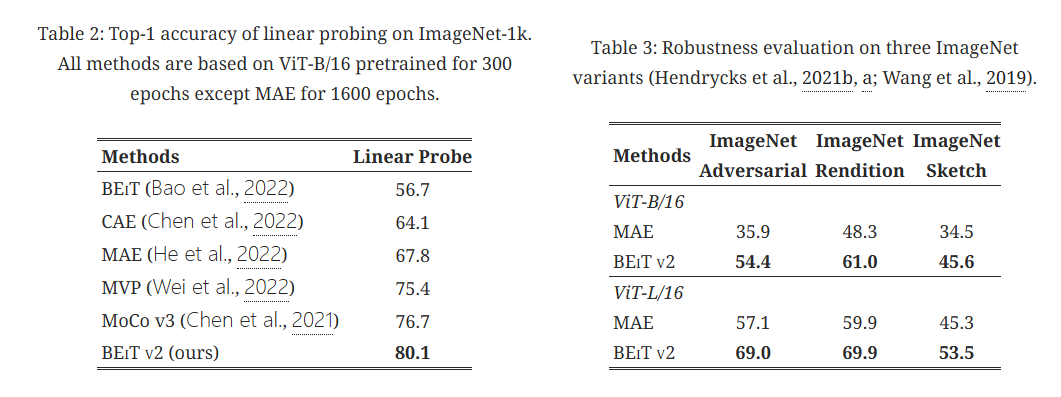 Table 2: Top-1 accuracy of linear probing on ImageNet-1k.
All methods are based on ViT-B/16 pretrained for 300
epochs except MAE for 1600 epochs.
Methods Linear Probe
BEiT (Bao et al., 2022) 56.7
CAE (Chen et al., 2022) 64.1
MAE (He et al., 2022) 67.8
MVP (Wei et al., 2022) 75.4
MoCo v3 (Chen et al., 2021) 76.7
BEiT v2 (ours) 80.1
Table 3: Robustness evaluation on three ImageNet
variants (Hendrycks et al., 2021b, a; Wang et al., 2019).
Methods ImageNet Adversarial ImageNet Rendition ImageNet Sketch
ViT-B/16
MAE 35.9 48.3 34.5
BEiT v2 54.4 61.0 45.6
ViT-L/16
MAE 57.1 59.9 45.3
BEiT v2 69.0 69.9 53.5